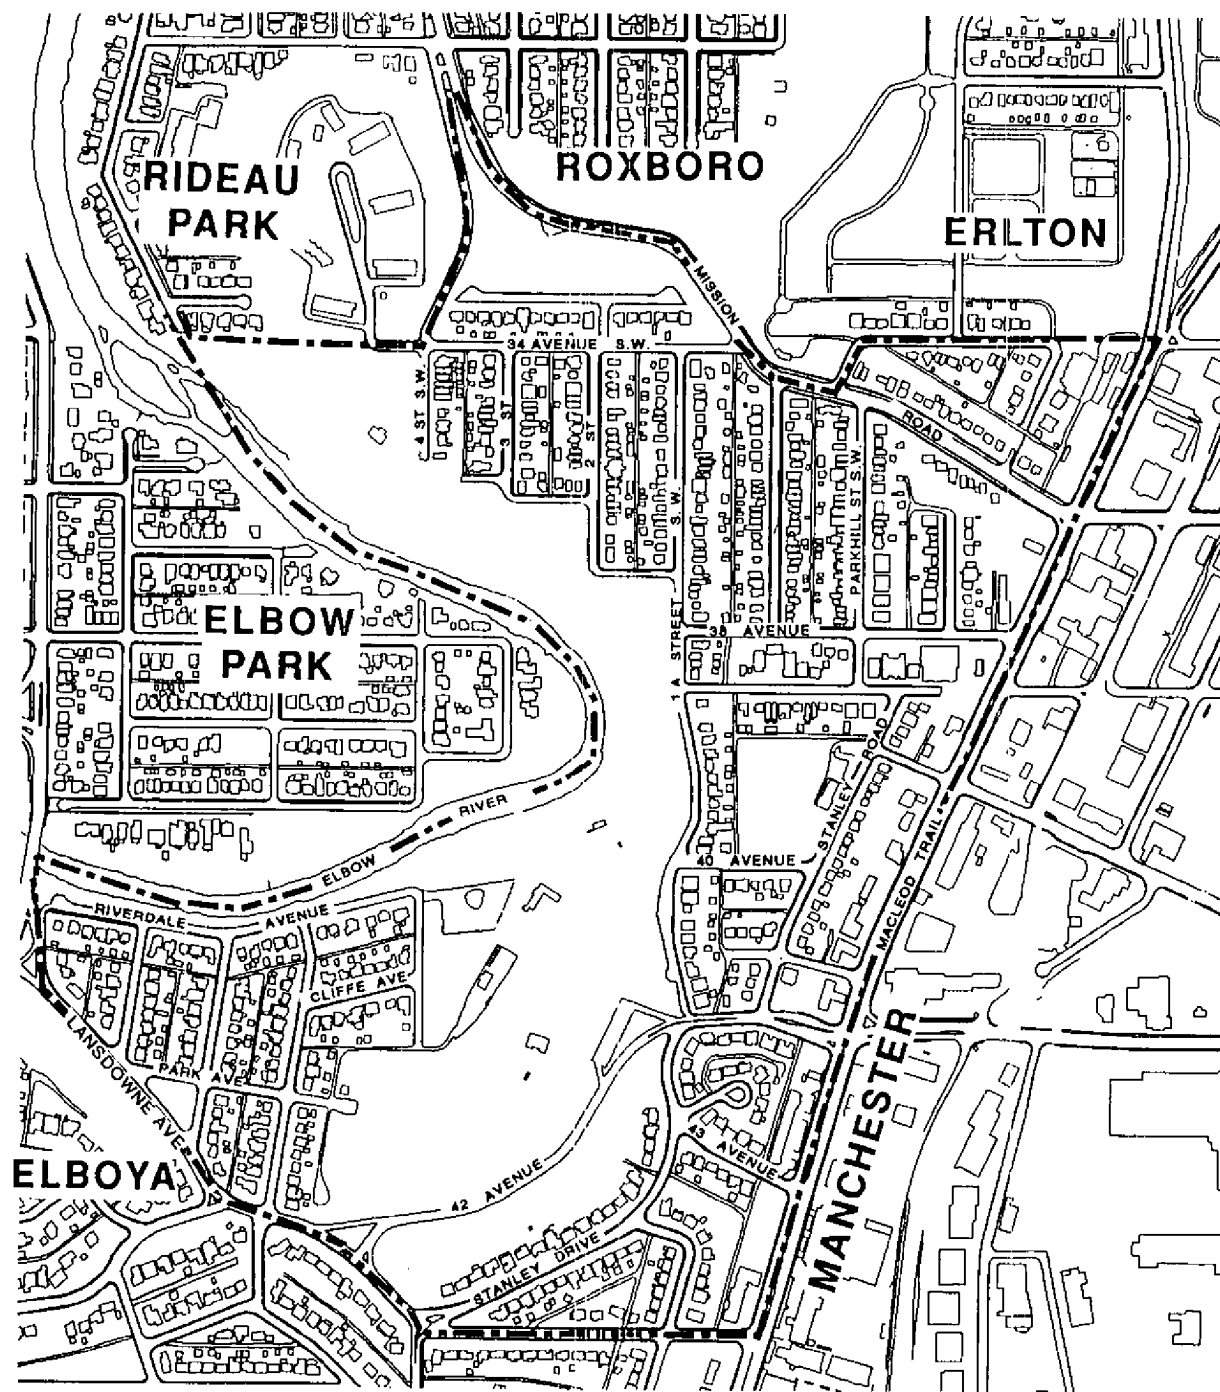 RIDEAU
PARK
ROXBORO
ERLTON
MISSION
34 AVENUE S.W.
4 ST S.W.
3 ST
2 ST
ROAD
S.W.
PARKHILL ST S.W.
ELBOW
PARK
38 AVENUE
1 A STREET
STANLEY ROAD
RIVER
ELBOW
40 AVENUE
MACLEOD TRAIL
RIVERDALE
AVENUE
CLIFFE AVE
MANCHESTER
LANSDOWNE AVE
PARK AVE
43 AVENUE
ELBOYA
42 AVENUE
STANLEY DRIVE